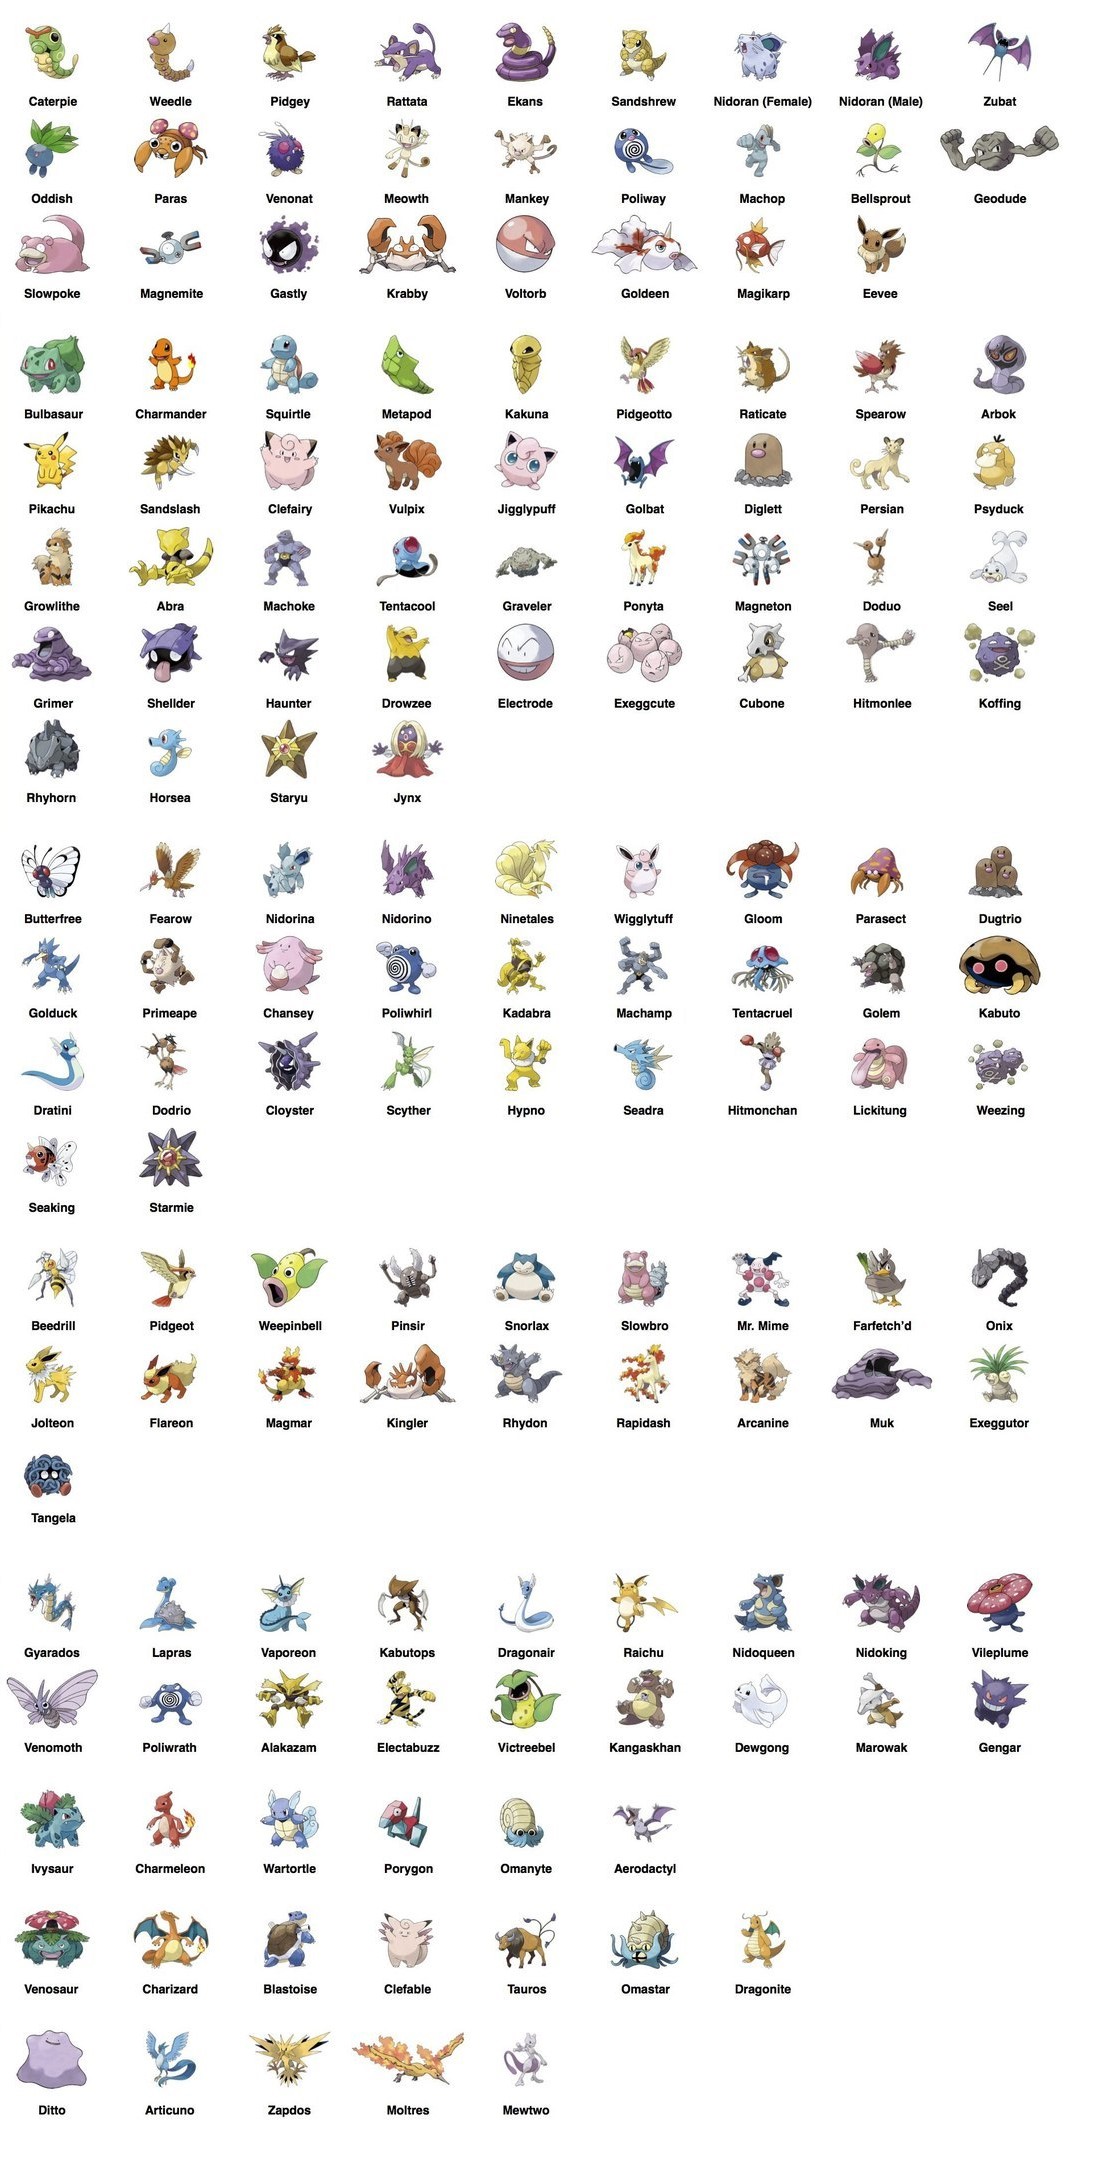 Caterpie Weedle Pidgey Rattata Ekans Sandshrew Nidoran (Female) Nidoran (Male) Zubat
Oddish Paras Venonat Meowth Mankey Poliway Machop Bellsprout Geodude
Slowpoke Magnemite Gastly Krabby Voltorb Goldeen Magikarp Eevee
Bulbasaur Charmander Squirtle Metapod Kakuna Pidgeotto Raticate Spearow Arbok
Pikachu Sandslash Clefairy Vulpix Jigglypuff Golbat Diglett Persian Psyduck
Growlithe Abra Machoke Tentacool Graveler Ponyta Magneton Doduo Seel
Grimer Shellder Haunter Drowzee Electrode Exeggcute Cubone Hitmonlee Koffing
Rhyhorn Horsea Staryu Jynx
Butterfree Fearow Nidorina Nidorino Ninetales Wigglytuff Gloom Parasect Dugtrio
Golduck Primeape Chansey Poliwhirl Kadabra Machamp Tentacruel Golem Kabuto
Dratini Dodrio Cloyster Scyther Hypno Seadra Hitmonchan Lickitung Weezing
Seaking Starmie
Beedrill Pidgeot Weepinbell Pinsir Snorlax Slowbro Mr. Mime Farfetch’d Onix
Jolteon Flareon Magmar Kingler Rhydon Rapidash Arcanine Muk Exeggutor
Tangela
Gyarados Lapras Vaporeon Kabutops Dragonair Raichu Nidoqueen Nidoking Vileplume
Venomoth Poliwrath Alakazam Electabuzz Victreebel Kangaskhan Dewgong Marowak Gengar
Ivysaur Charmeleon Wartortle Porygon Omanyte Aerodactyl
Venosaur Charizard Blastoise Clefable Tauros Omastar Dragonite
Ditto Articuno Zapdos Moltres Mewtwo